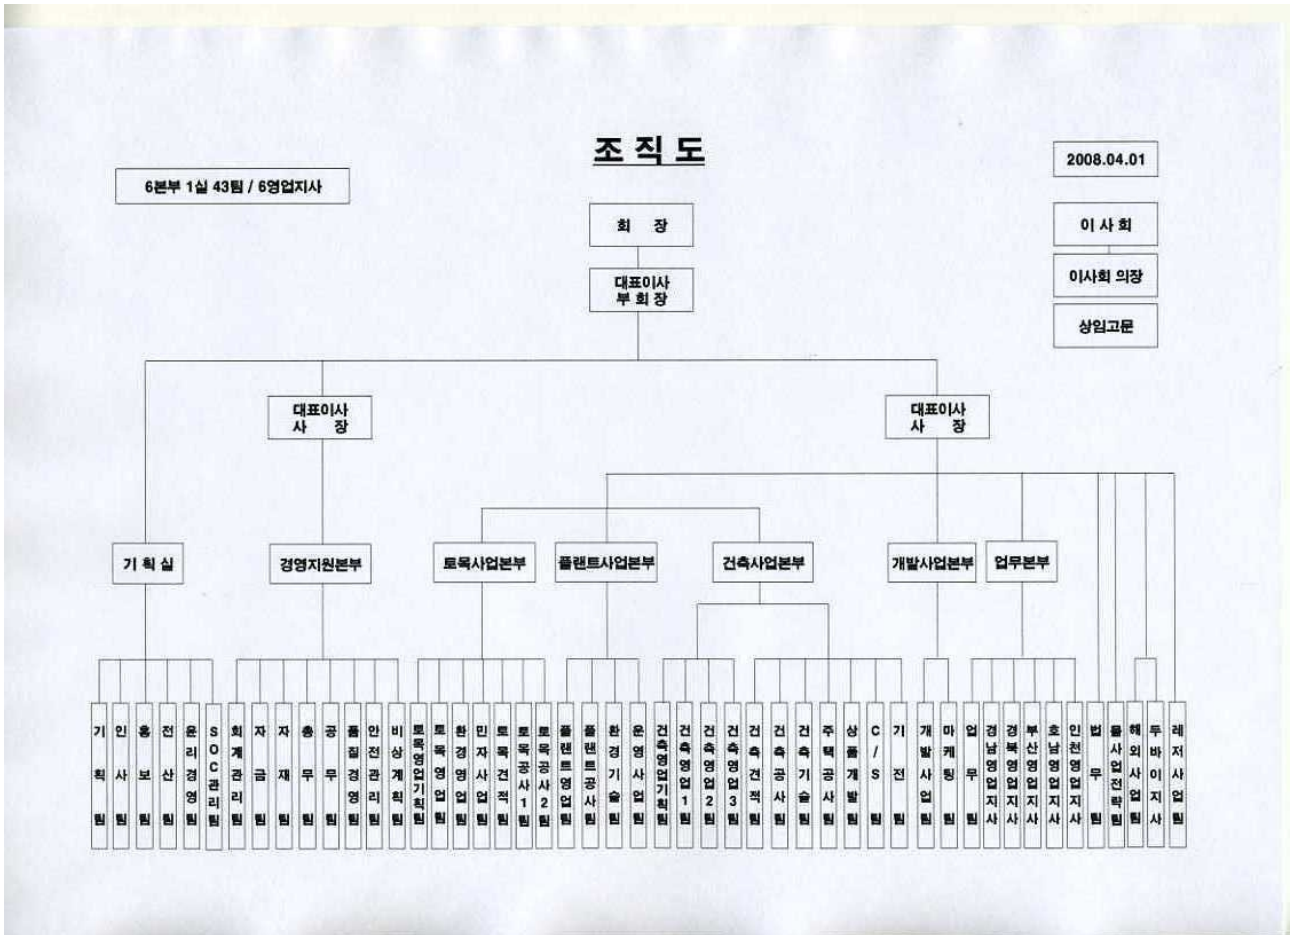 조 직 도
2008.04.01
6본부 1실 43팀 / 6영업지사
회 장
이 사 회
대표이사
부 회 장
이사회 의장
상임고문
대표이사
사 장
대표이사
사 장
기 획 실
경영지원본부
토목사업본부
플랜트사업본부
건축사업본부
개발사업본부
업무본부
기획팀
인사팀
홍보팀
전산팀
윤리경영팀
SOC관리팀
회계관리팀
자금팀
자재팀
총무팀
공무팀
품질경영팀
안전관리팀
비상계획팀
토목영업기획팀
토목영업팀
환경영업팀
민자사업팀
토목견적팀
토목공사1팀
토목공사2팀
플랜트영업팀
플랜트공사팀
환경기술팀
운영사업팀
건축영업기획팀
건축영업1팀
건축영업2팀
건축영업3팀
건축견적팀
건축공사팀
건축기술팀
주택공사팀
상품개발팀
C/S팀
기전팀
개발사업팀
마케팅팀
업무팀
경남영업지사
경북영업지사
부산영업지사
호남영업지사
인천영업지사
법무팀
물사업전략팀
해외사업팀
두바이지사
레저사업팀